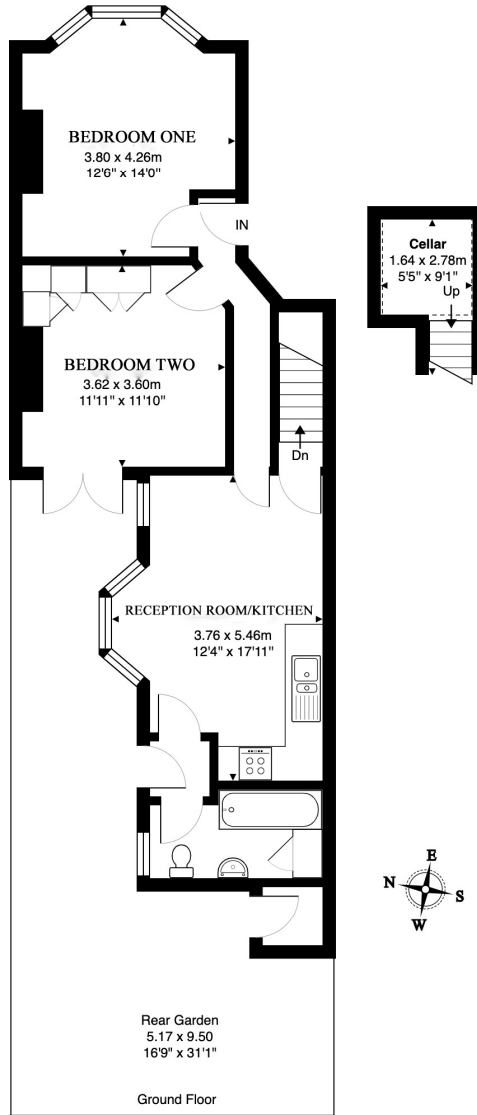 BEDROOM ONE
3.80 x 4.26m
12'6" x 14'0"
IN
Cellar
1.64 x 2.78m
5'5" x 9'1"
Up
BEDROOM TWO
3.62 x 3.60m
11'11" x 11'10"
Dn
RECEPTION ROOM/KITCHEN
3.76 x 5.46m
12'4" x 17'11"
E
N
S
W
Rear Garden
5.17 x 9.50
16'9" x 31'1"
Ground Floor